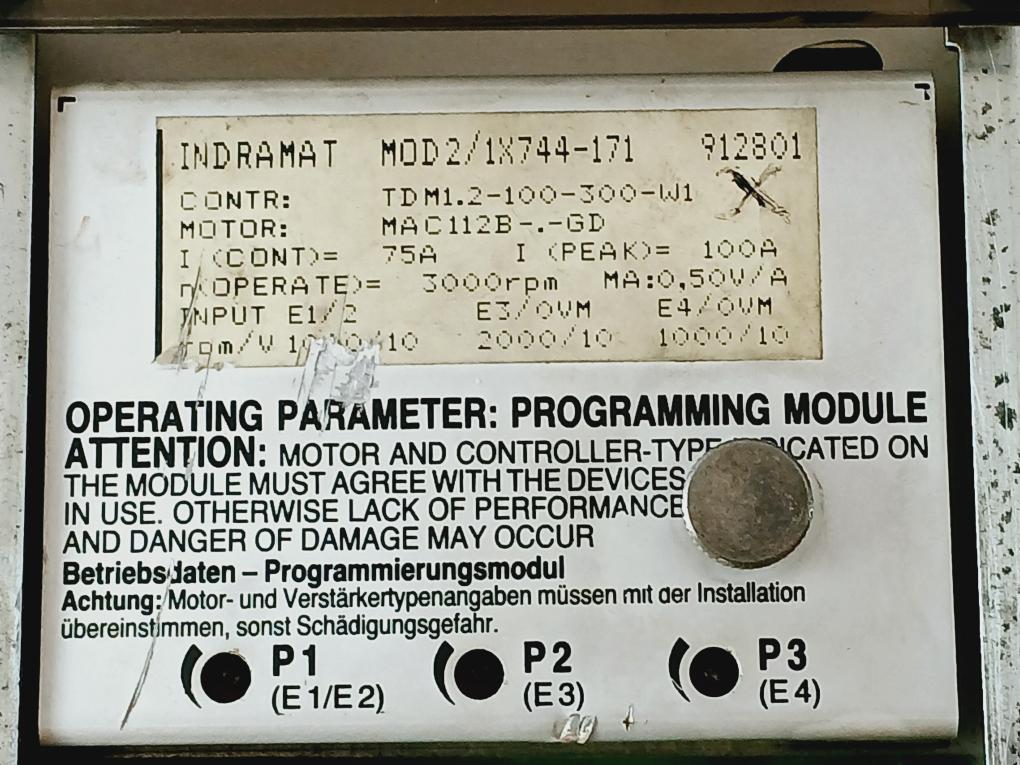 INDRAMAT MOD2/1X744-171 912801
CONTR: TDM1.2-100-300-W1
MOTOR: MAC112B-.-GD
I (CONT)= 75A I (PEAK)= 100A
n(OPERATE)= 3000rpm MA:0,50V/A
INPUT E1/2 E3/0VM E4/0VM
rpm/V 2000/10 1000/10
OPERATING PARAMETER: PROGRAMMING MODULE
ATTENTION: MOTOR AND CONTROLLER-TYPE ON
THE MODULE MUST AGREE WITH THE DEVICES
IN USE. OTHERWISE LACK OF PERFORMANCE
AND DANGER OF DAMAGE MAY OCCUR
Betriebsdaten – Programmierungsmodul
Achtung: Motor- und Verstärkertypenangaben müssen mit der Installation
übereinstimmen, sonst Schädigungsgefahr.
P1 P2 P3
(E1/E2) (E3) (E4)